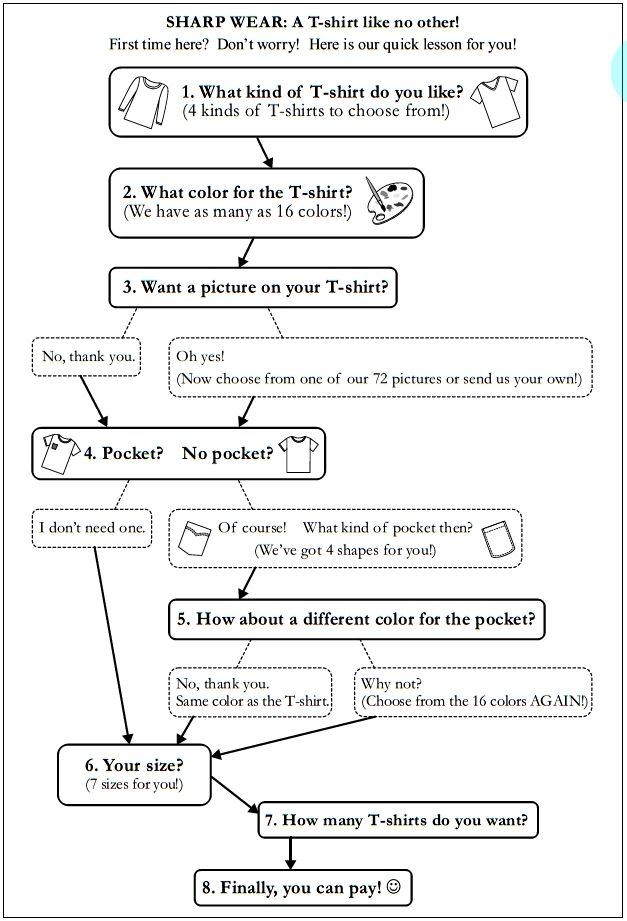 SHARP WEAR: A T-shirt like no other!
First time here? Don't worry! Here is our quick lesson for you!
1. What kind of T-shirt do you like?
(4 kinds of T-shirts to choose from!)
2. What color for the T-shirt?
(We have as many as 16 colors!)
3. Want a picture on your T-shirt?
No, thank you.
Oh yes!
(Now choose from one of our 72 pictures or send us your own!)
4. Pocket? No pocket?
I don't need one.
Of course! What kind of pocket then?
(We've got 4 shapes for you!)
5. How about a different color for the pocket?
No, thank you.
Same color as the T-shirt.
Why not?
(Choose from the 16 colors AGAIN!)
6. Your size?
(7 sizes for you!)
7. How many T-shirts do you want?
8. Finally, you can pay! ☺